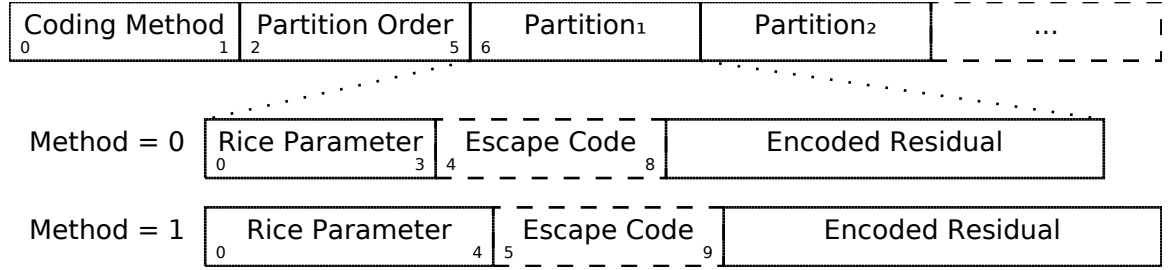 Coding Method Partition Order Partition₁ Partition₂ ...
0 1 2 5 6
Method = 0 Rice Parameter Escape Code Encoded Residual
0 3 4 8
Method = 1 Rice Parameter Escape Code Encoded Residual
0 4 5 9